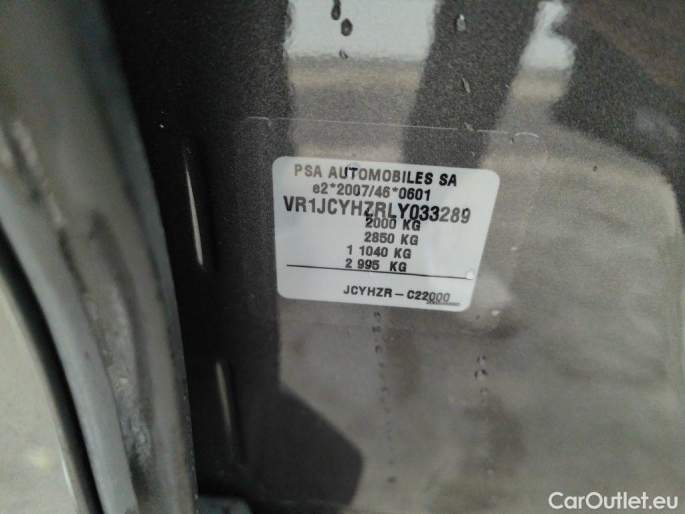 PSA AUTOMOBILES SA
e2*2007/46*0601
VR1JCYHZRLY033289
2000 KG
2850 KG
1 1040 KG
2 995 KG
JCYHZR-C22000
CarOutlet.eu